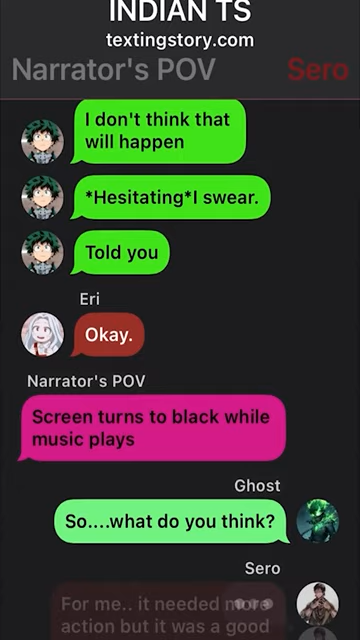 INDIAN TS
textingstory.com
Narrator's POV
Sero
I don't think that
will happen
*Hesitating*I swear.
Told you
Eri
Okay.
Narrator's POV
Screen turns to black while
music plays
Ghost
So....what do you think?
Sero
For me.. it needed more
action but it was a good